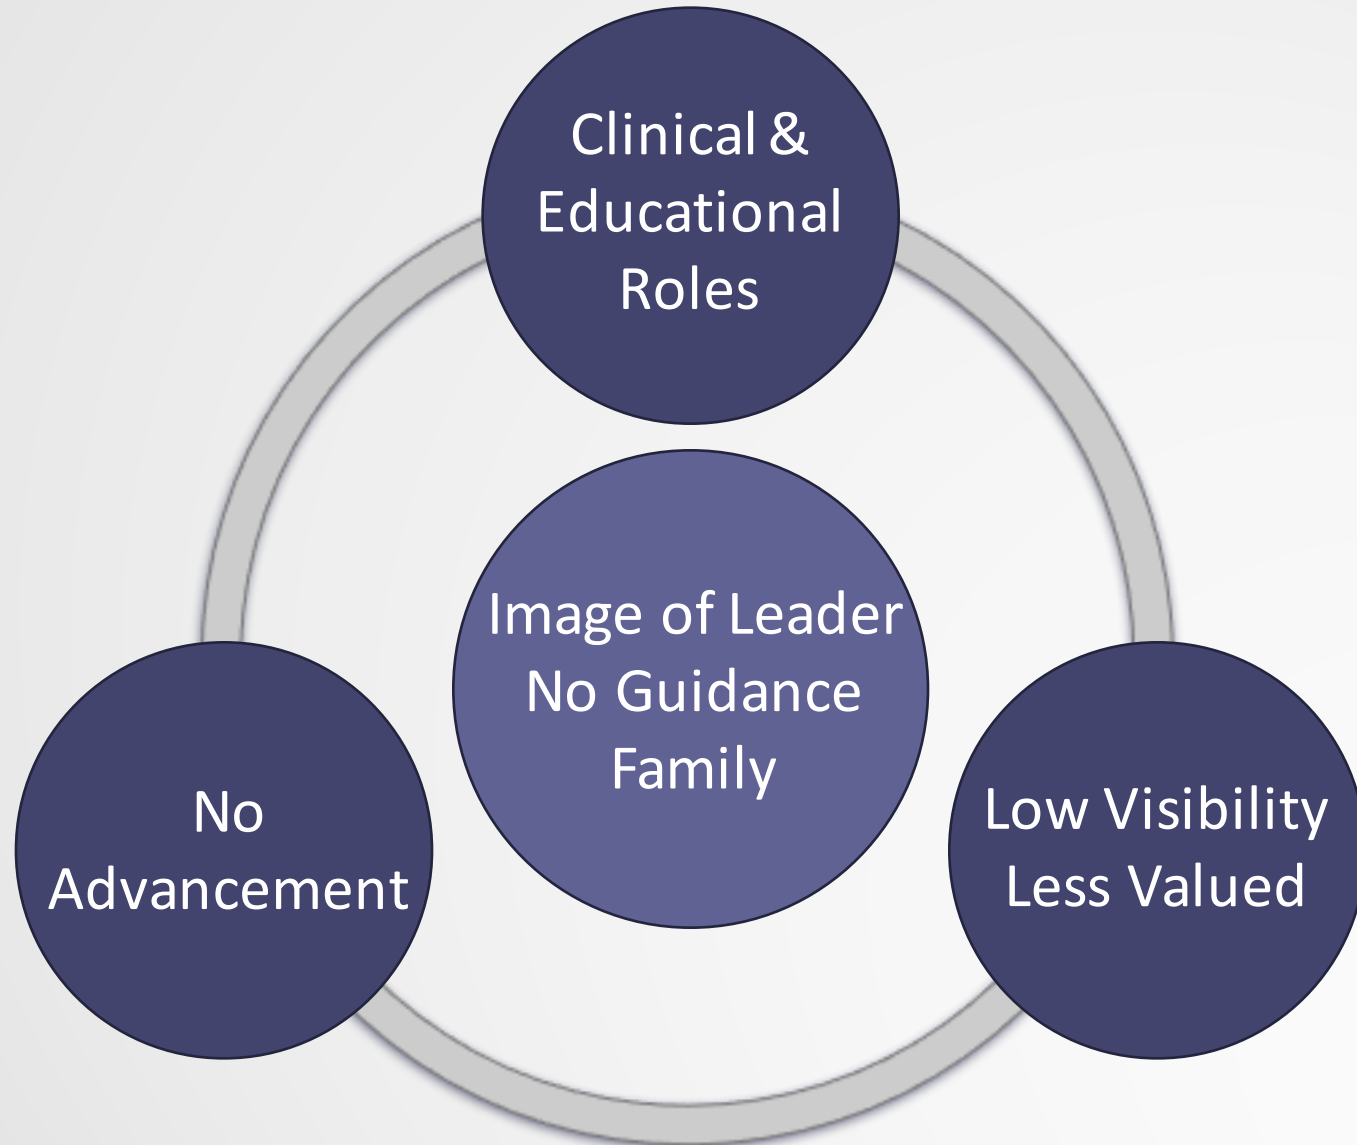 Clinical &
Educational
Roles
Image of Leader
No Guidance
Family
No
Advancement
Low Visibility
Less Valued